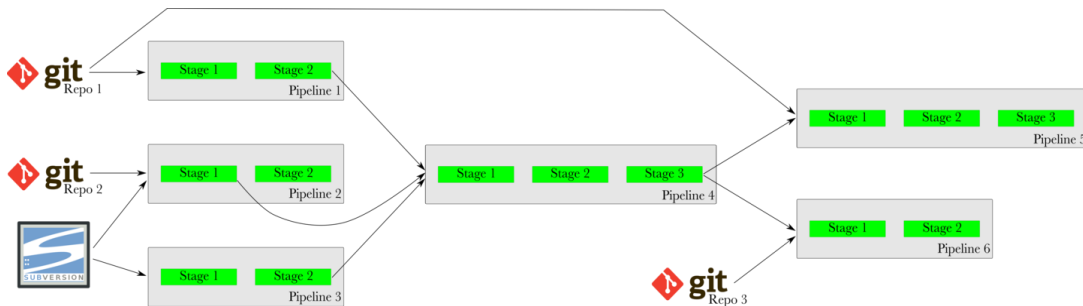 git
Repo 1
Stage 1
Stage 2
Pipeline 1
git
Repo 2
Stage 1
Stage 2
Pipeline 2
SUBVERSION
Stage 1
Stage 2
Pipeline 3
Stage 1
Stage 2
Stage 3
Pipeline 4
Stage 1
Stage 2
Stage 3
Pipeline 5
Stage 1
Stage 2
Pipeline 6
git
Repo 3